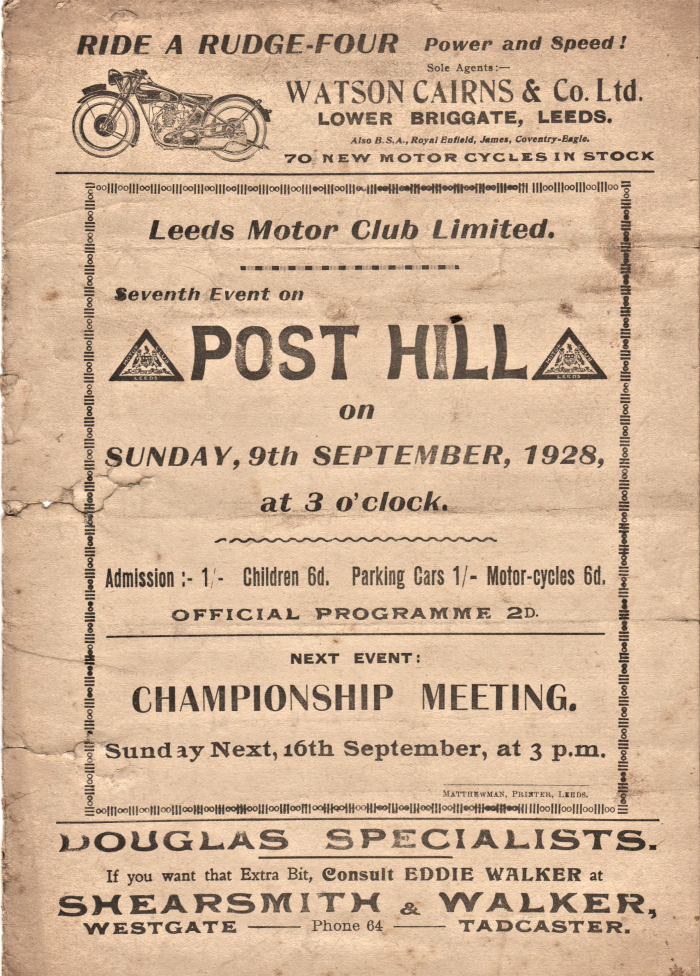 RIDE A RUDGE-FOUR Power and Speed!
Sole Agents:—
WATSON CAIRNS & Co. Ltd.
LOWER BRIGGATE, LEEDS.
Also B.S.A., Royal Enfield, James, Coventry-Eagle.
70 NEW MOTOR CYCLES IN STOCK
Leeds Motor Club Limited.
Seventh Event on
POST HILL
LEEDS
LEEDS
on
SUNDAY, 9th SEPTEMBER, 1928,
at 3 o'clock.
Admission :- 1/- Children 6d. Parking Cars 1/- Motor-cycles 6d.
OFFICIAL PROGRAMME 2D.
NEXT EVENT:
CHAMPIONSHIP MEETING.
Sunday Next, 16th September, at 3 p.m.
MATTHEWMAN, PRINTER, LEEDS.
DOUGLAS SPECIALISTS.
If you want that Extra Bit, Consult EDDIE WALKER at
SHEARSMITH & WALKER,
WESTGATE —— Phone 64 —— TADCASTER.